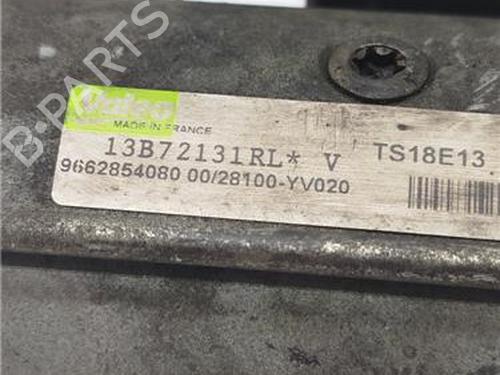 B-PARTS
Valeo
MADE IN FRANCE
13B72131RL* V TS18E13
9662854080 00/28100-YV020